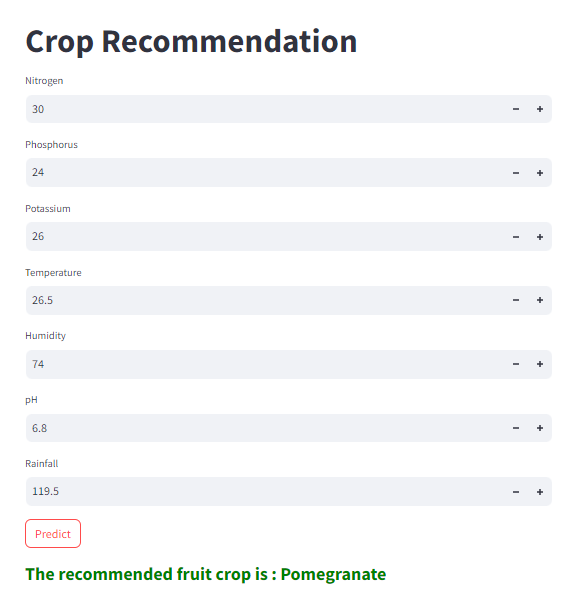 Crop Recommendation
Nitrogen
30
Phosphorus
24
Potassium
26
Temperature
26.5
Humidity
74
pH
6.8
Rainfall
119.5
Predict
The recommended fruit crop is : Pomegranate